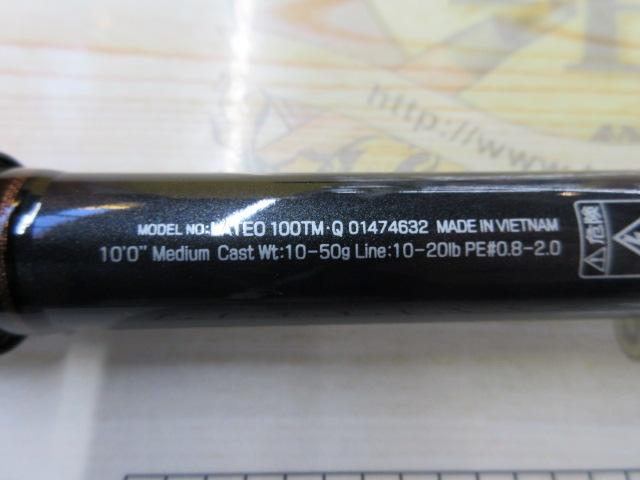 http://www.
MODEL NO:LATEO 100TM·Q 01474632 MADE IN VIETNAM
10'0" Medium Cast Wt:10-50g Line:10-20lb PE#0.8-2.0
危険